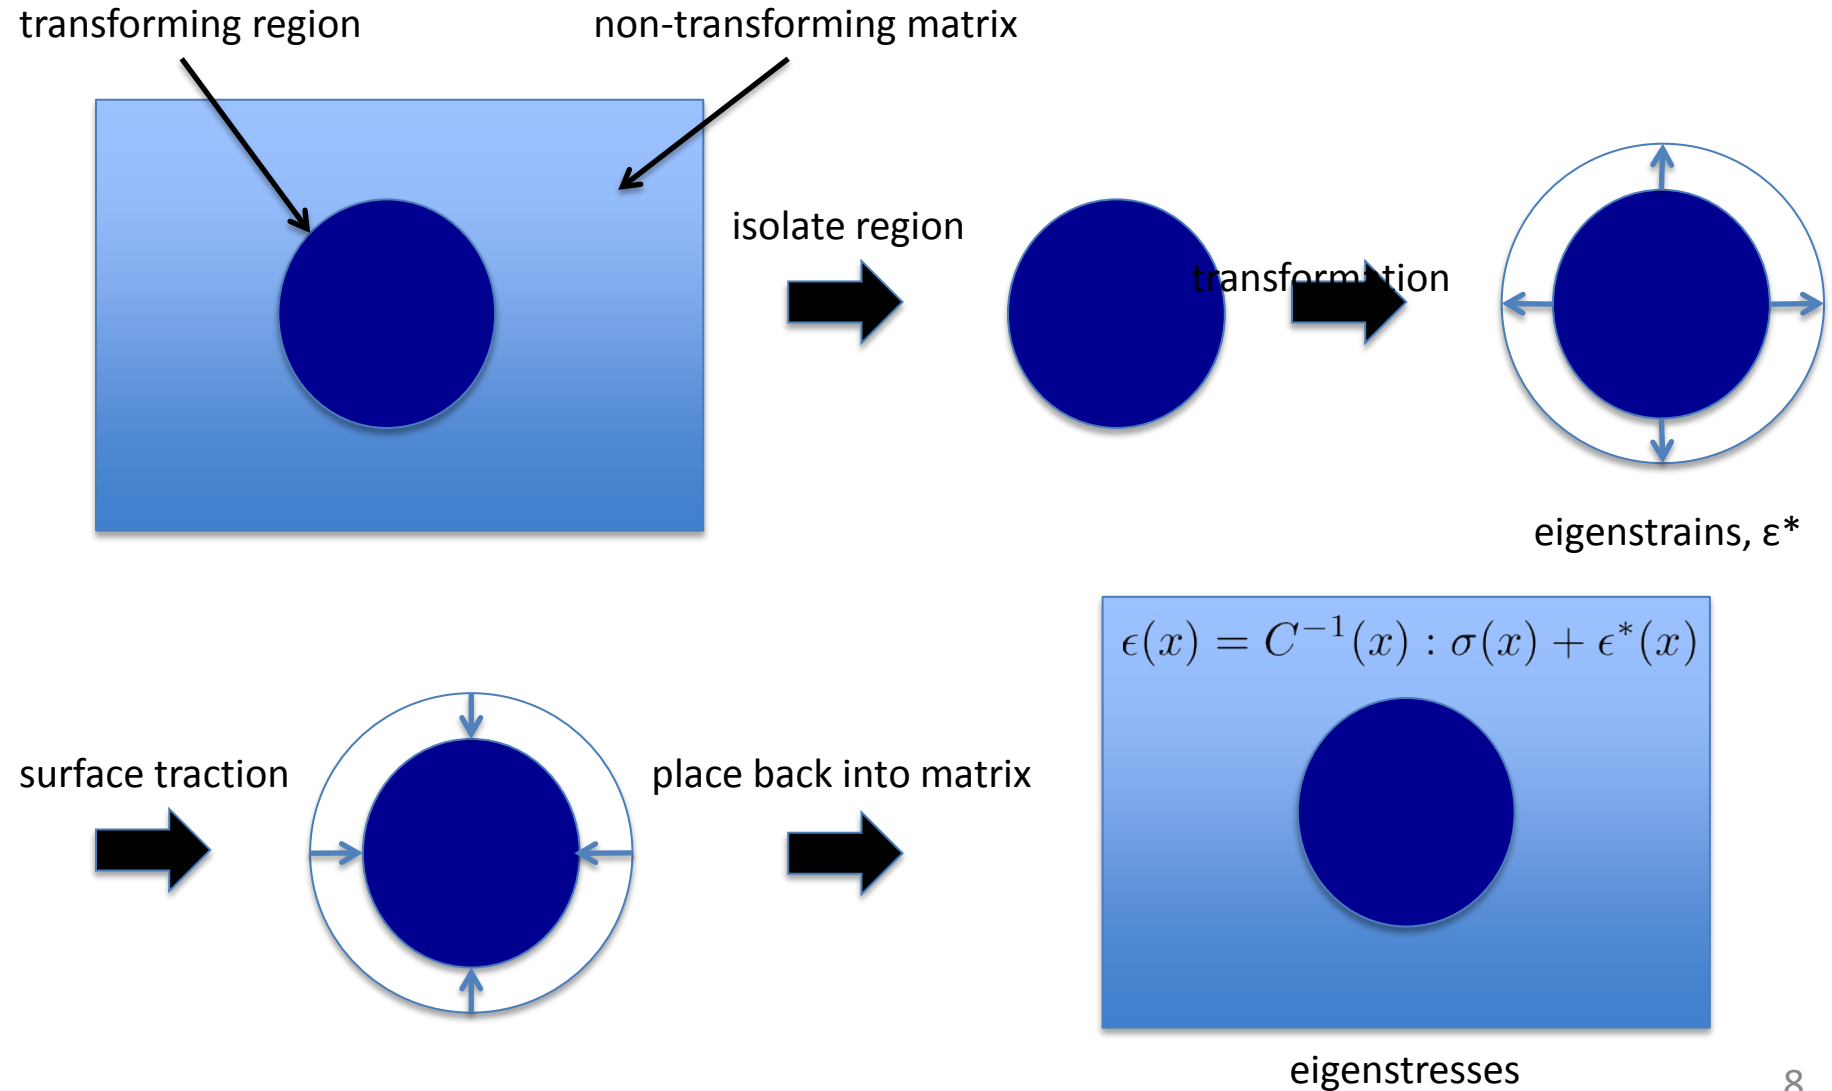 transforming region
non-transforming matrix
isolate region
transformation
eigenstrains, ε*
surface traction
place back into matrix
ϵ(x) = C⁻¹(x) : σ(x) + ϵ*(x)
eigenstresses
8